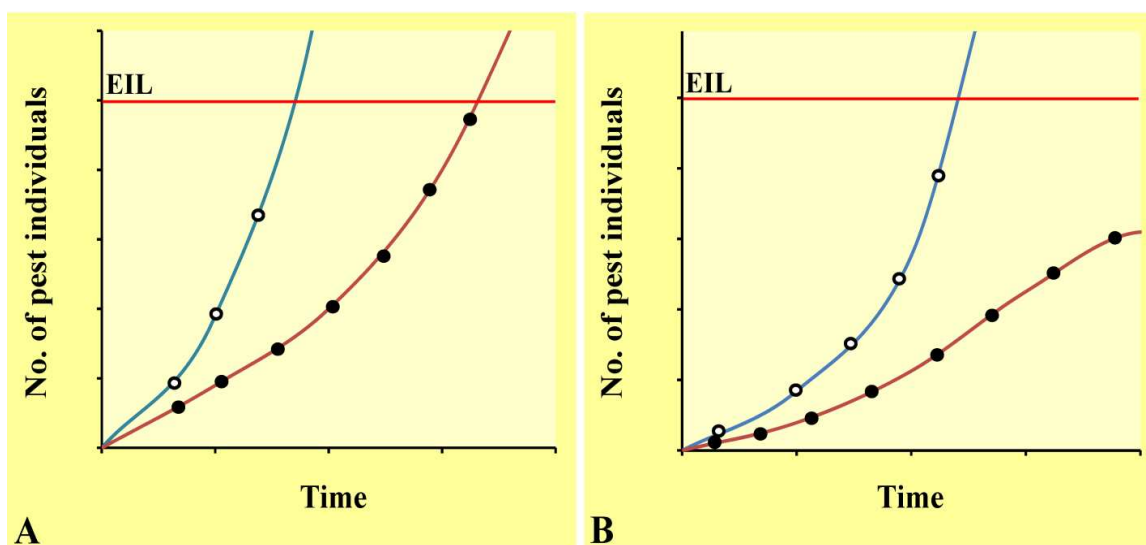 EIL
No. of pest individuals
Time
A
EIL
No. of pest individuals
Time
B